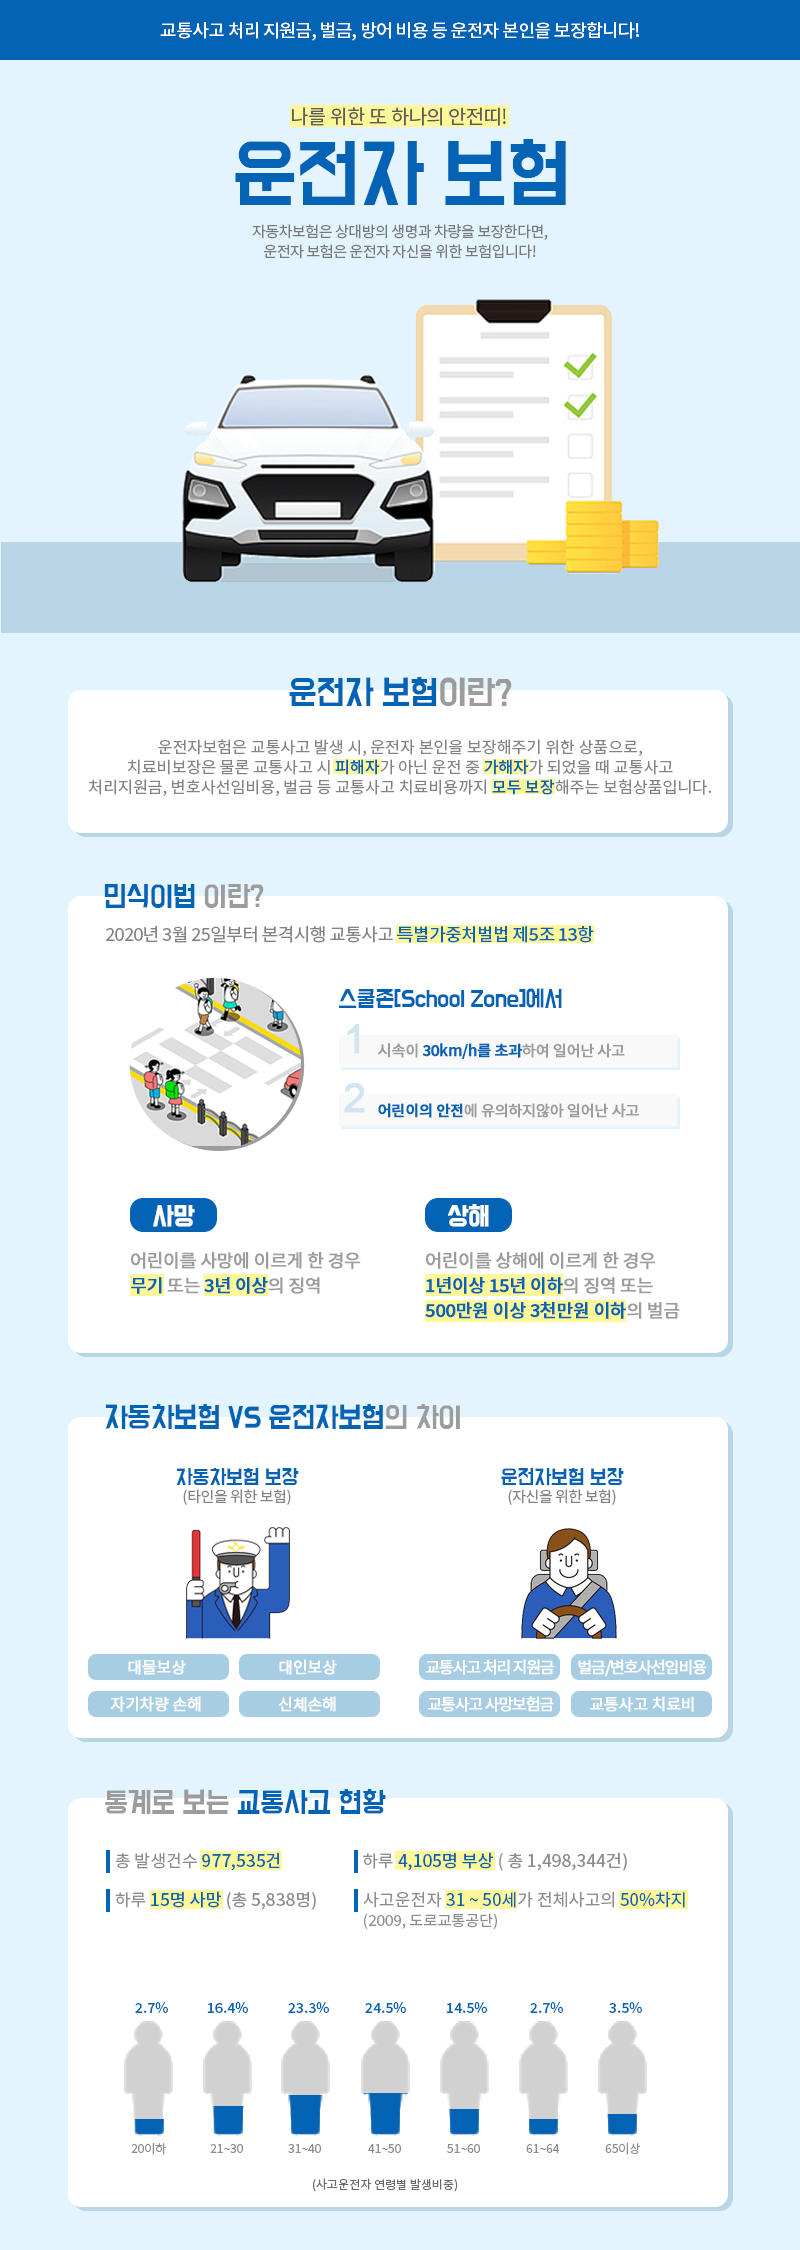 교통사고 처리 지원금, 벌금, 방어 비용 등 운전자 본인을 보장합니다!
나를 위한 또 하나의 안전띠!
운전자 보험
자동차보험은 상대방의 생명과 차량을 보장한다면,
운전자 보험은 운전자 자신을 위한 보험입니다!
운전자 보험이란?
운전자보험은 교통사고 발생 시, 운전자 본인을 보장해주기 위한 상품으로,
치료비보장은 물론 교통사고 시 피해자가 아닌 운전 중 가해자가 되었을 때 교통사고
처리지원금, 변호사선임비용, 벌금 등 교통사고 치료비용까지 모두 보장해주는 보험상품입니다.
민식이법 이란?
2020년 3월 25일부터 본격시행 교통사고 특별가중처벌법 제5조 13항
스쿨존[School Zone]에서
1 시속이 30km/h를 초과하여 일어난 사고
2 어린이의 안전에 유의하지않아 일어난 사고
사망
어린이를 사망에 이르게 한 경우
무기 또는 3년 이상의 징역
상해
어린이를 상해에 이르게 한 경우
1년이상 15년 이하의 징역 또는
500만원 이상 3천만원 이하의 벌금
자동차보험 VS 운전자보험의 차이
자동차보험 보장
(타인을 위한 보험)
대물보상 대인보상
자기차량 손해 신체손해
운전자보험 보장
(자신을 위한 보험)
교통사고 처리 지원금 벌금/변호사선임비용
교통사고 사망보험금 교통사고 치료비
통계로 보는 교통사고 현황
총 발생건수 977,535건
하루 4,105명 부상 ( 총 1,498,344건)
하루 15명 사망 (총 5,838명)
사고운전자 31 ~ 50세가 전체사고의 50%차지
(2009, 도로교통공단)
2.7% 16.4% 23.3% 24.5% 14.5% 2.7% 3.5%
20이하 21~30 31~40 41~50 51~60 61~64 65이상
(사고운전자 연령별 발생비중)